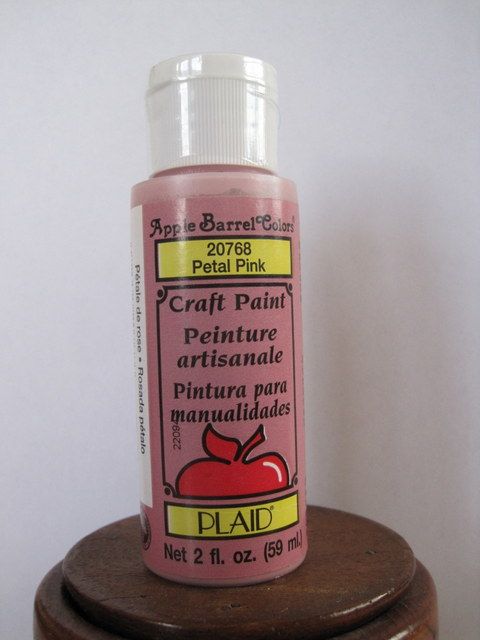 Apple Barrel Colors®
20768
Petal Pink
Craft Paint
Peinture
artisanale
Pintura para
manualidades
PLAID®
Net 2 fl. oz. (59 ml.)
Pétale de rose • Rosada pétalo